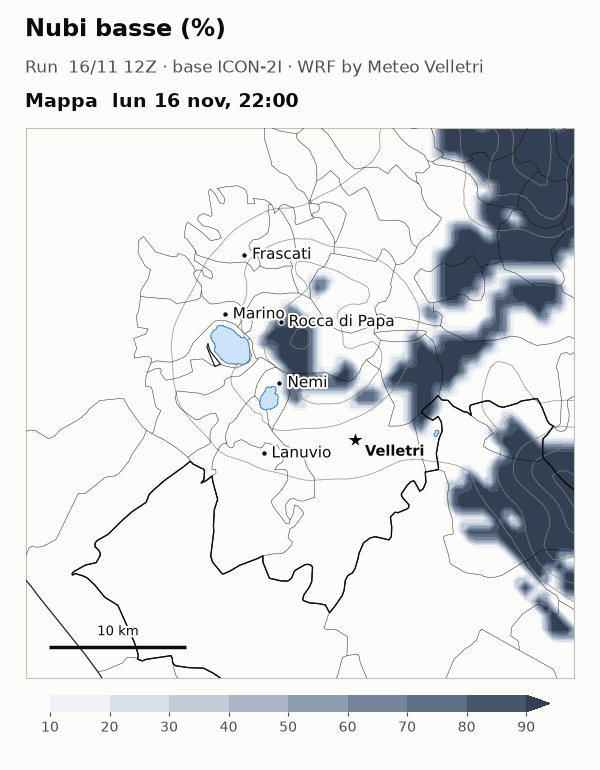 Nubi basse (%)
Run  16/11 12Z · base ICON-2I · WRF by Meteo Velletri
Mappa  lun 16 nov, 22:00
Frascati
Marino
Rocca di Papa
Nemi
Velletri
Lanuvio
10 km
10 20 30 40 50 60 70 80 90